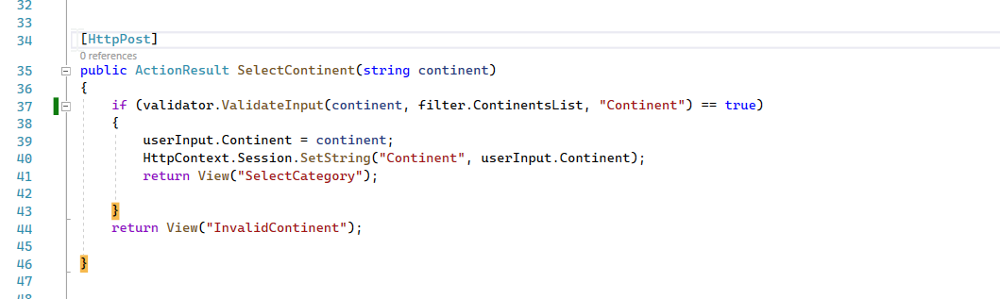 32
33
34 [HttpPost]
0 references
35 public ActionResult SelectContinent(string continent)
36 {
37 if (validator.ValidateInput(continent, filter.ContinentsList, "Continent") == true)
38 {
39 userInput.Continent = continent;
40 HttpContext.Session.SetString("Continent", userInput.Continent);
41 return View("SelectCategory");
42
43 }
44 return View("InvalidContinent");
45
46 }
47
48